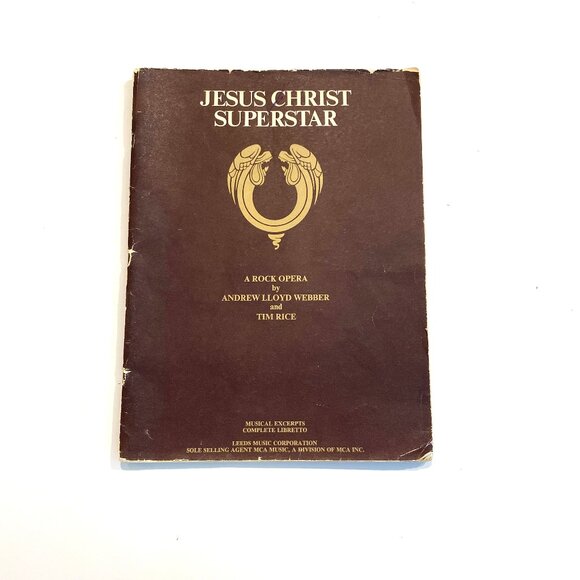 JESUS CHRIST
SUPERSTAR
A ROCK OPERA
by
ANDREW LLOYD WEBBER
and
TIM RICE
MUSICAL EXCERPTS
COMPLETE LIBRETTO
LEEDS MUSIC CORPORATION
SOLE SELLING AGENT MCA MUSIC, A DIVISION OF MCA INC.